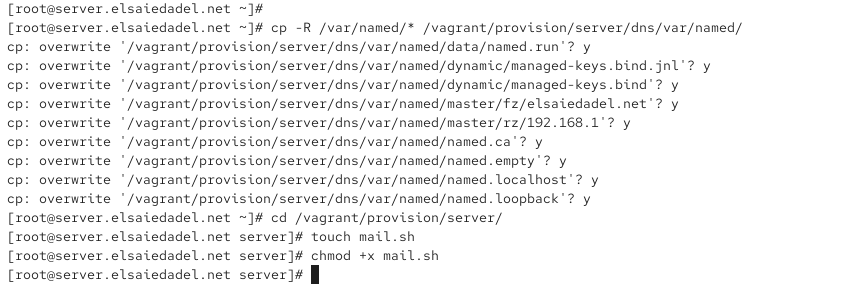 [root@server.elsaiedadel.net ~]#
[root@server.elsaiedadel.net ~]# cp -R /var/named/* /vagrant/provision/server/dns/var/named/
cp: overwrite '/vagrant/provision/server/dns/var/named/data/named.run'? y
cp: overwrite '/vagrant/provision/server/dns/var/named/dynamic/managed-keys.bind.jnl'? y
cp: overwrite '/vagrant/provision/server/dns/var/named/dynamic/managed-keys.bind'? y
cp: overwrite '/vagrant/provision/server/dns/var/named/master/fz/elsaiedadel.net'? y
cp: overwrite '/vagrant/provision/server/dns/var/named/master/rz/192.168.1'? y
cp: overwrite '/vagrant/provision/server/dns/var/named/named.ca'? y
cp: overwrite '/vagrant/provision/server/dns/var/named/named.empty'? y
cp: overwrite '/vagrant/provision/server/dns/var/named/named.localhost'? y
cp: overwrite '/vagrant/provision/server/dns/var/named/named.loopback'? y
[root@server.elsaiedadel.net ~]# cd /vagrant/provision/server/
[root@server.elsaiedadel.net server]# touch mail.sh
[root@server.elsaiedadel.net server]# chmod +x mail.sh
[root@server.elsaiedadel.net server]#